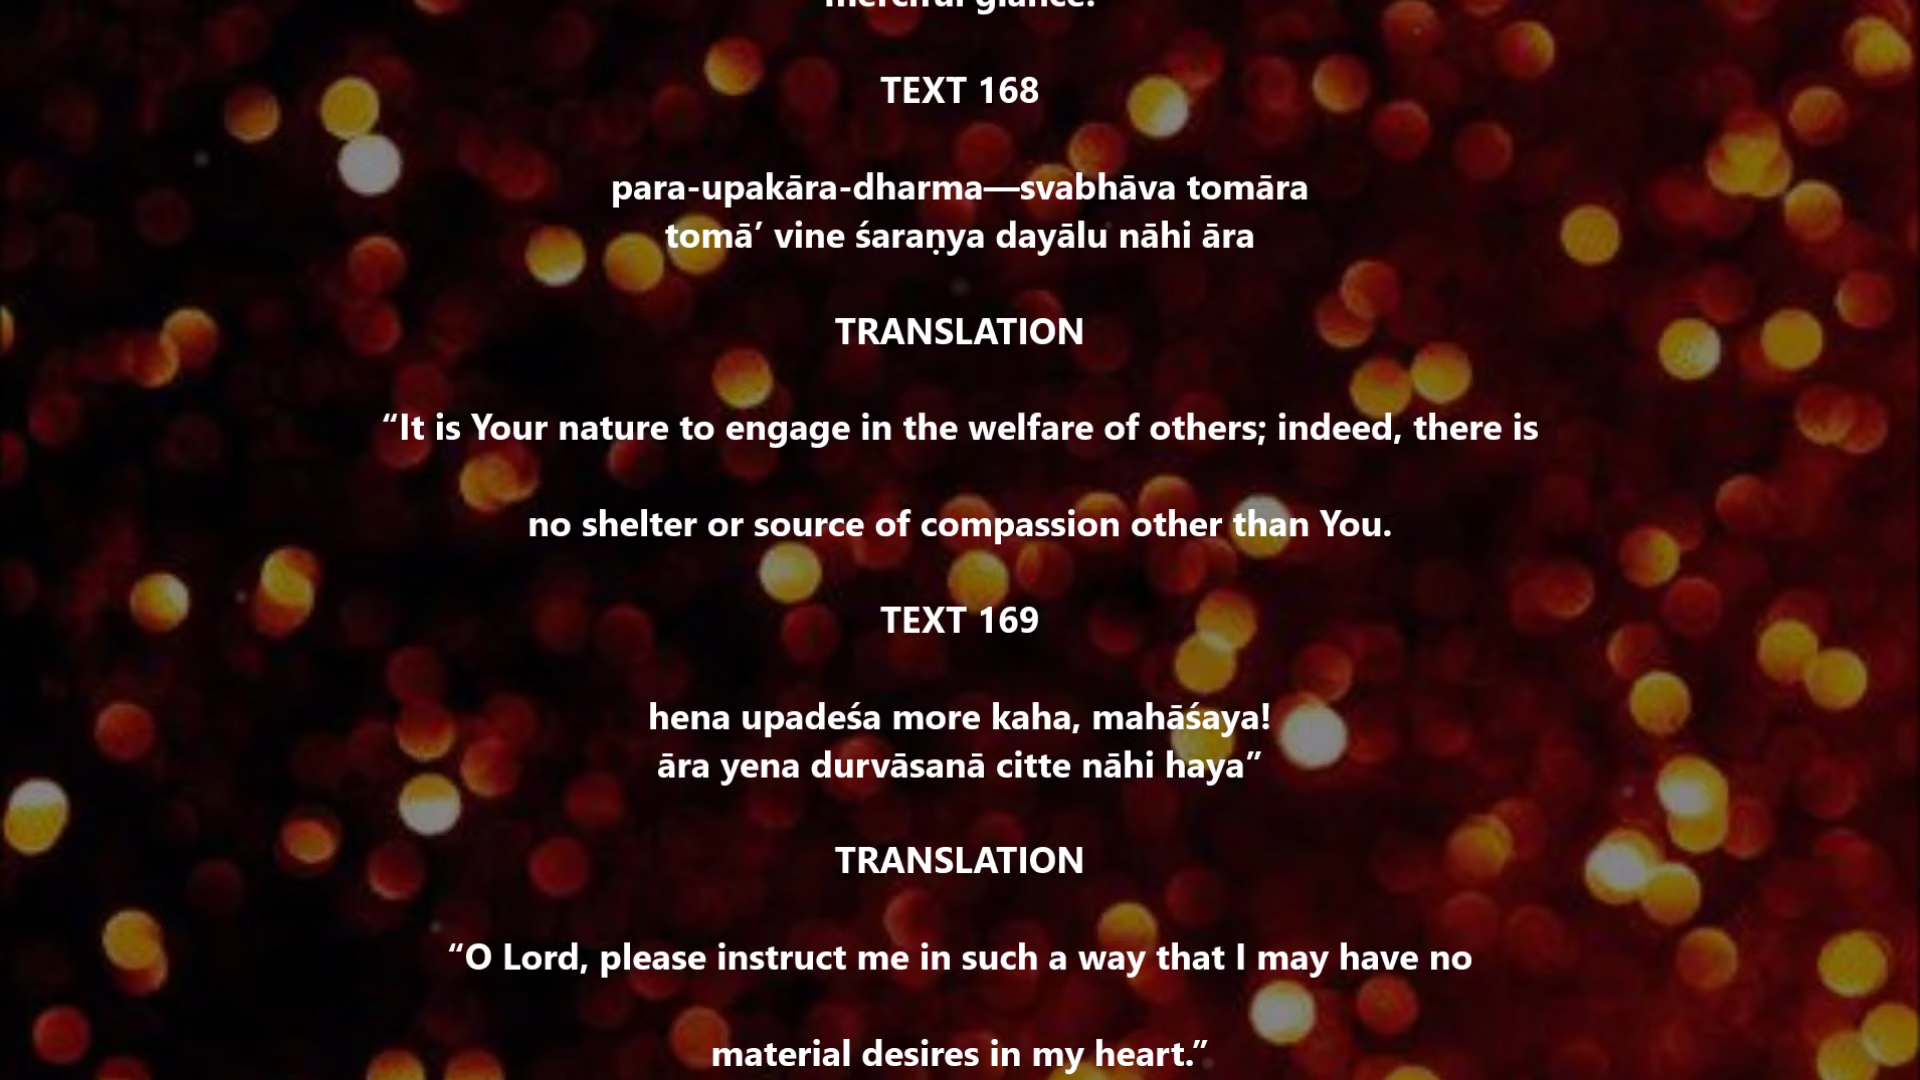 merciful glance.
TEXT 168
para-upakāra-dharma—svabhāva tomāra
tomā’ vine śaraṇya dayālu nāhi āra
TRANSLATION
“It is Your nature to engage in the welfare of others; indeed, there is
no shelter or source of compassion other than You.
TEXT 169
hena upadeśa more kaha, mahāśaya!
āra yena durvāsanā citte nāhi haya”
TRANSLATION
“O Lord, please instruct me in such a way that I may have no
material desires in my heart.”